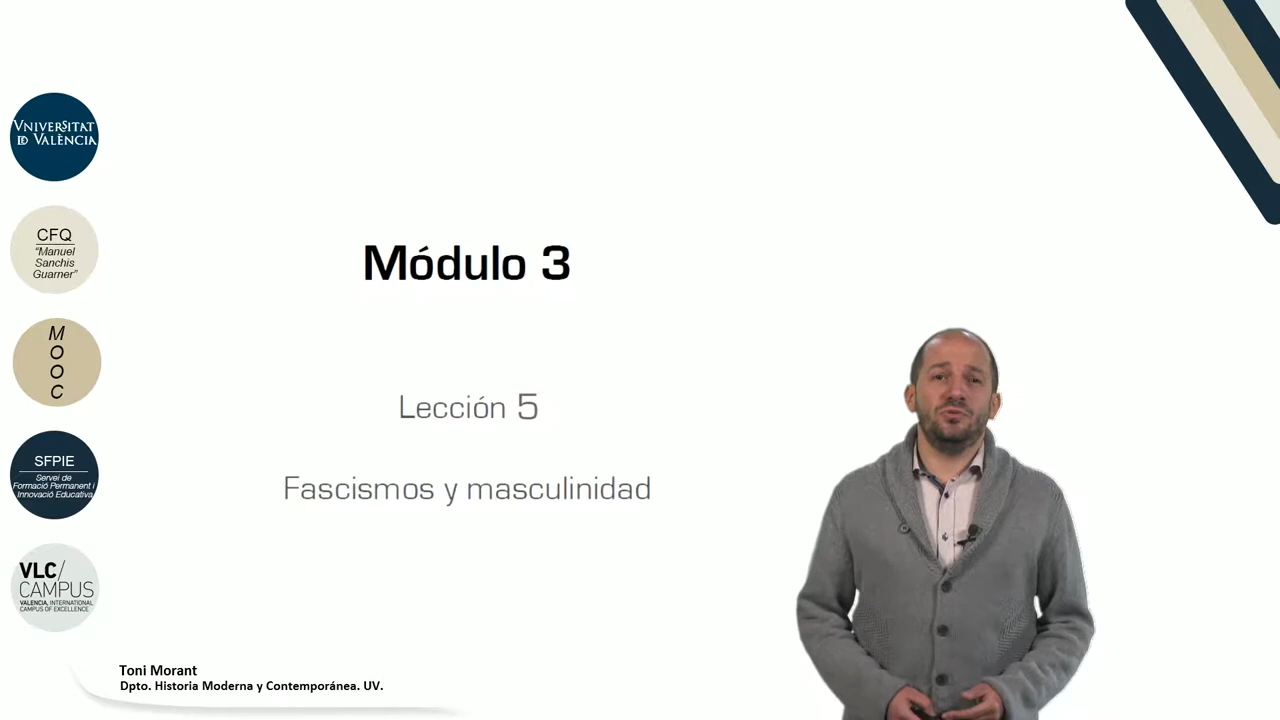 VNIVERSITAT
ID VALÈNCIA
CFQ
"Manuel
Sanchis
Guarner"
M
O
O
C
SFPIE
Servei de
Formació Permanent i
Innovació Educativa
VLC/
CAMPUS
VALENCIA, INTERNATIONAL
CAMPUS OF EXCELLENCE
Módulo 3
Lección 5
Fascismos y masculinidad
Toni Morant
Dpto. Historia Moderna y Contemporánea. UV.